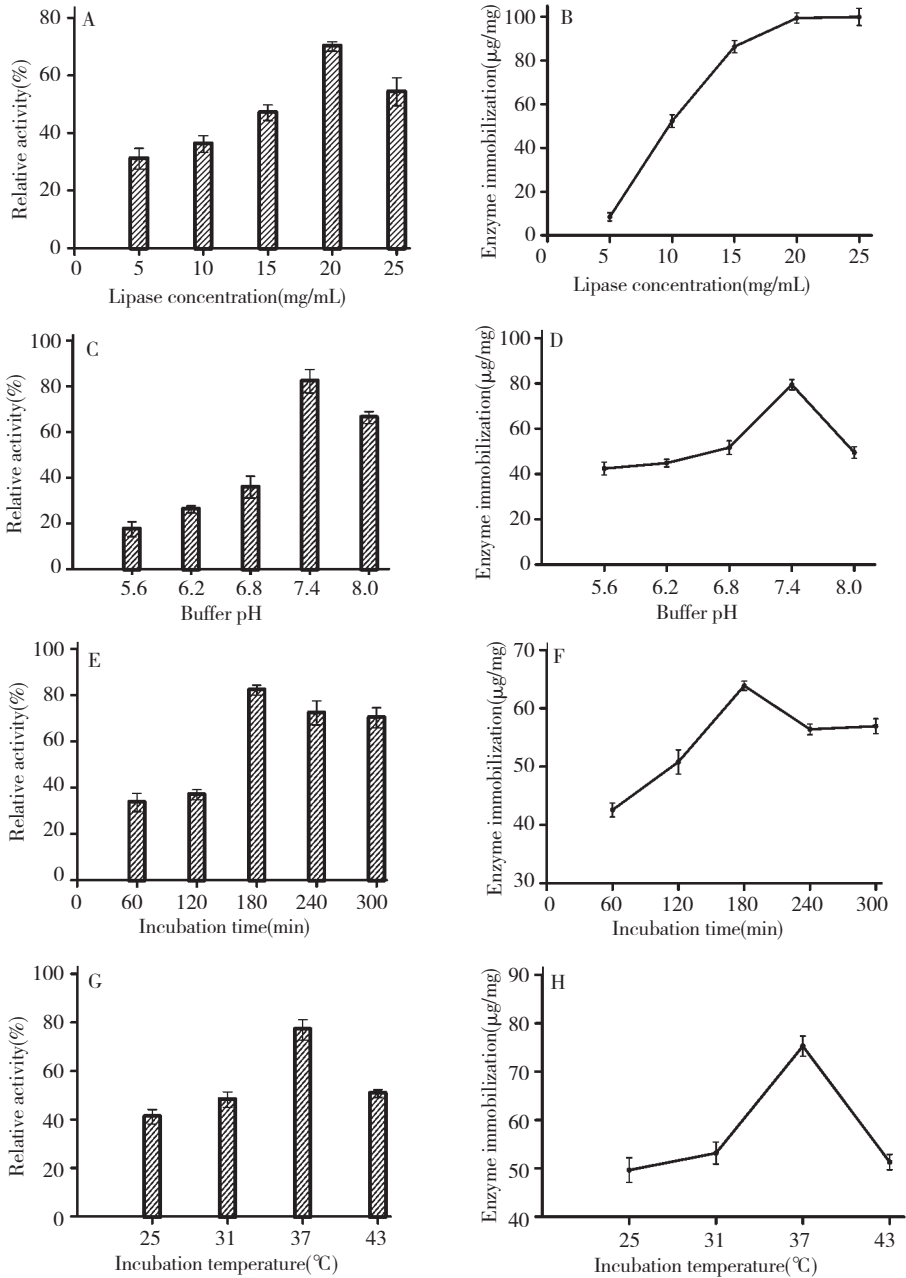 A
Relative activity(%)
80
60
40
20
0
0 5 10 15 20 25
Lipase concentration(mg/mL)
B
Enzyme immobilization(μg/mg)
100
80
60
40
20
0
0 5 10 15 20 25
Lipase concentration(mg/mL)
C
Relative activity(%)
100
80
60
40
20
0
5.6 6.2 6.8 7.4 8.0
Buffer pH
D
Enzyme immobilization(μg/mg)
100
80
60
40
20
0
5.6 6.2 6.8 7.4 8.0
Buffer pH
E
Relative activity(%)
100
80
60
40
20
0
0 60 120 180 240 300
Incubation time(min)
F
Enzyme immobilization(μg/mg)
70
60
50
40
30
0 60 120 180 240 300
Incubation time(min)
G
Relative activity(%)
100
80
60
40
20
0
25 31 37 43
Incubation temperature(℃)
H
Enzyme immobilization(μg/mg)
90
80
70
60
50
40
25 31 37 43
Incubation temperature(℃)